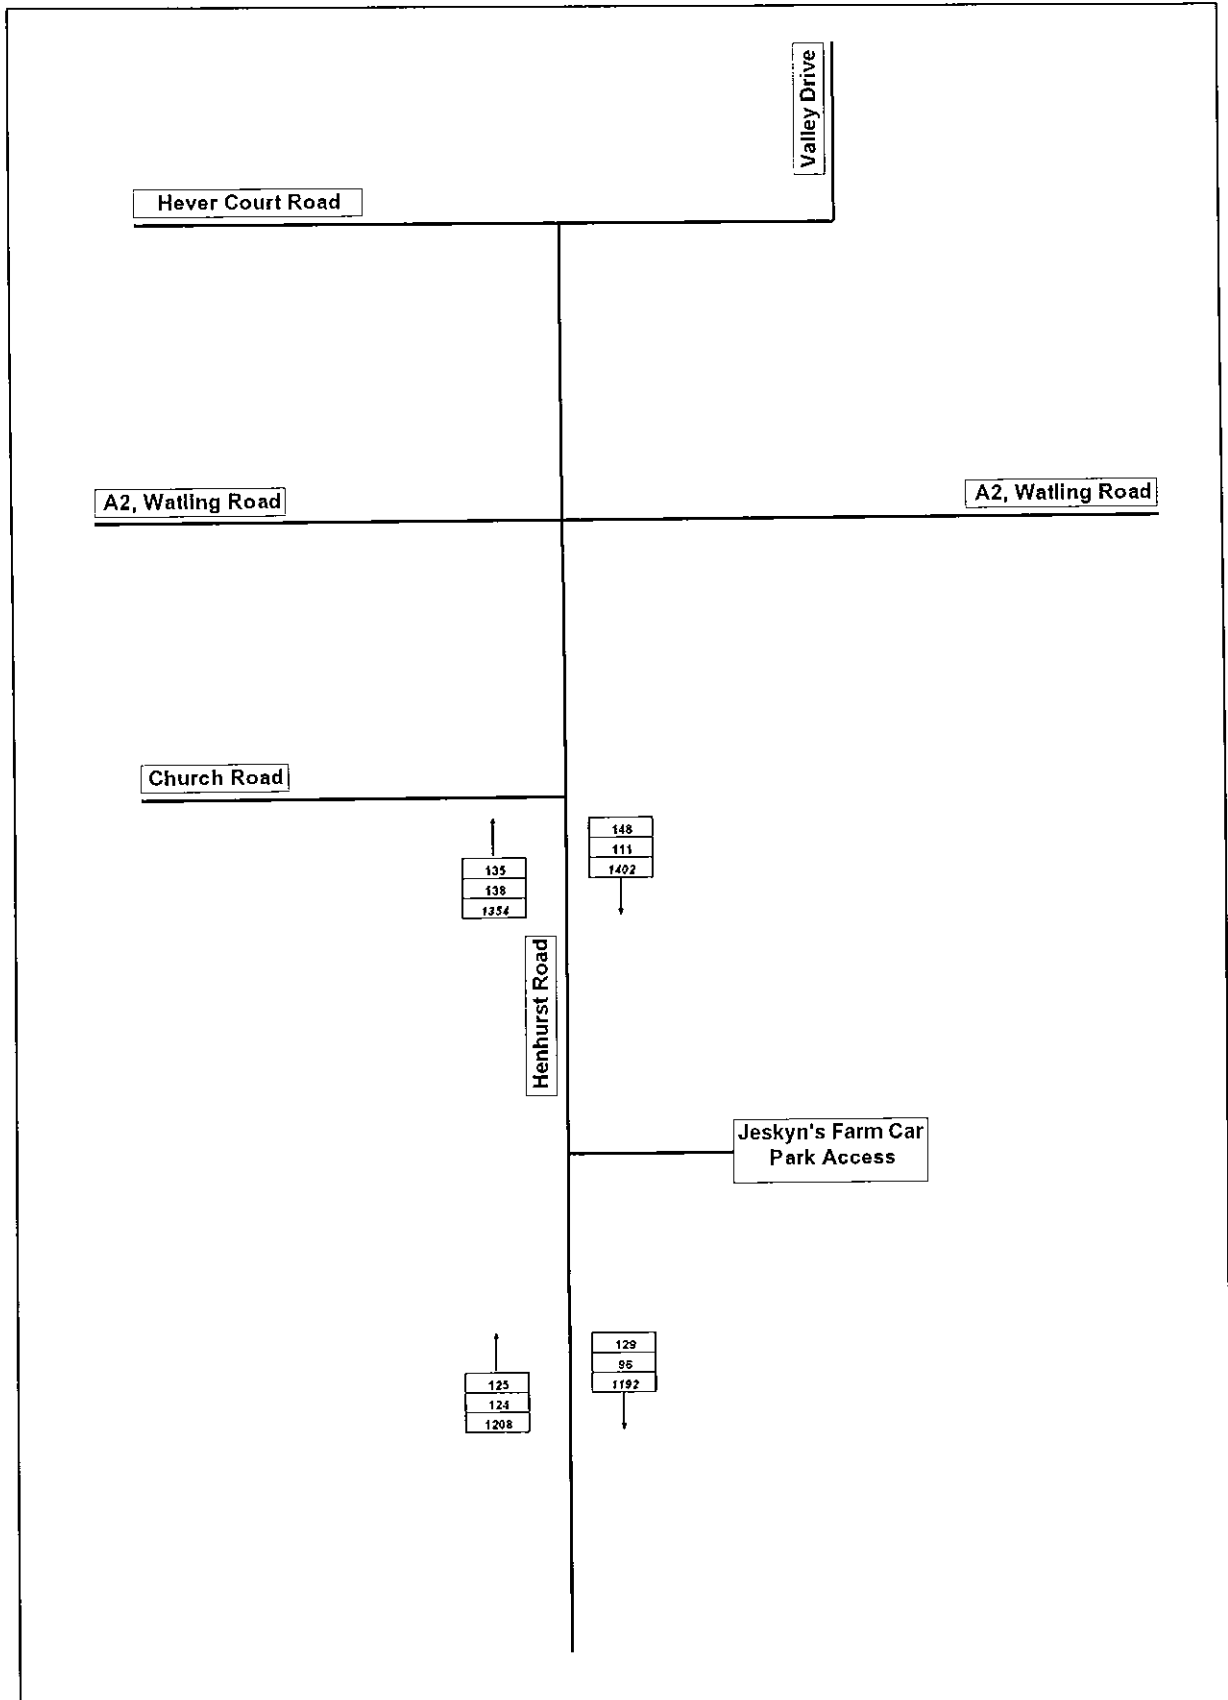 Valley Drive
Hever Court Road
A2, Watling Road
A2, Watling Road
Church Road
148
111
1402
135
138
1354
Henhurst Road
Jeskyn's Farm Car
Park Access
129
96
1192
125
124
1208